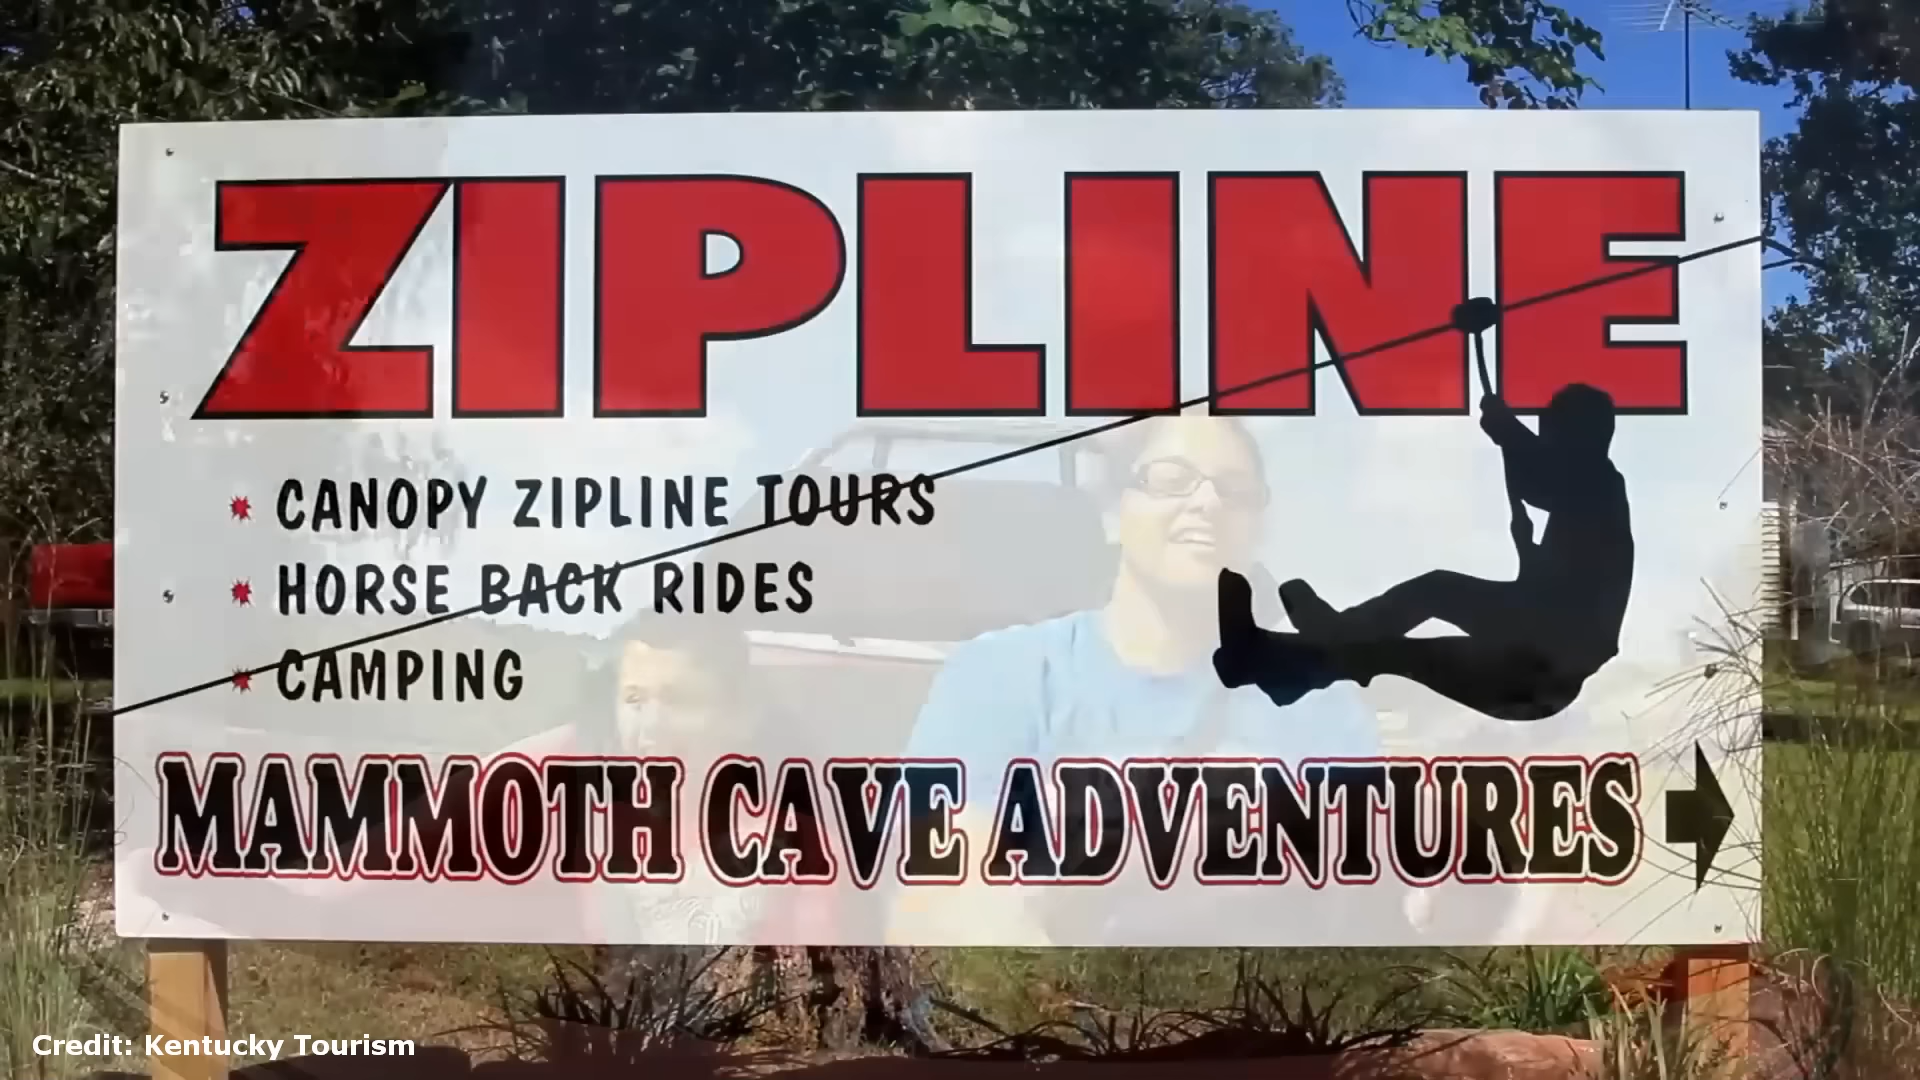 ZIPLINE
CANOPY ZIPLINE TOURS
HORSE BACK RIDES
CAMPING
MAMMOTH CAVE ADVENTURES
Credit: Kentucky Tourism